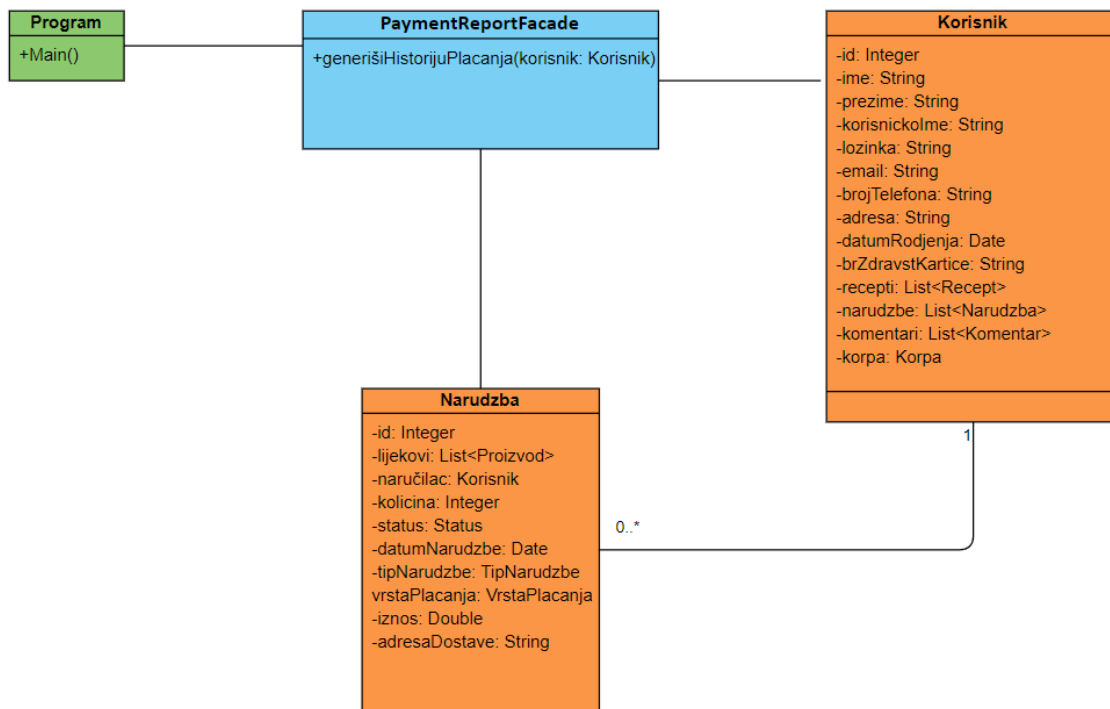 Program
+Main()
PaymentReportFacade
+generišiHistorijuPlacanja(korisnik: Korisnik)
Korisnik
-id: Integer
-ime: String
-prezime: String
-korisnickoIme: String
-lozinka: String
-email: String
-brojTelefona: String
-adresa: String
-datumRodjenja: Date
-brZdravstKartice: String
-recepti: List<Recept>
-narudzbe: List<Narudzba>
-komentari: List<Komentar>
-korpa: Korpa
1
0..*
Narudzba
-id: Integer
-lijekovi: List<Proizvod>
-naručilac: Korisnik
-kolicina: Integer
-status: Status
-datumNarudzbe: Date
-tipNarudzbe: TipNarudzbe
vrstaPlacanja: VrstaPlacanja
-iznos: Double
-adresaDostave: String